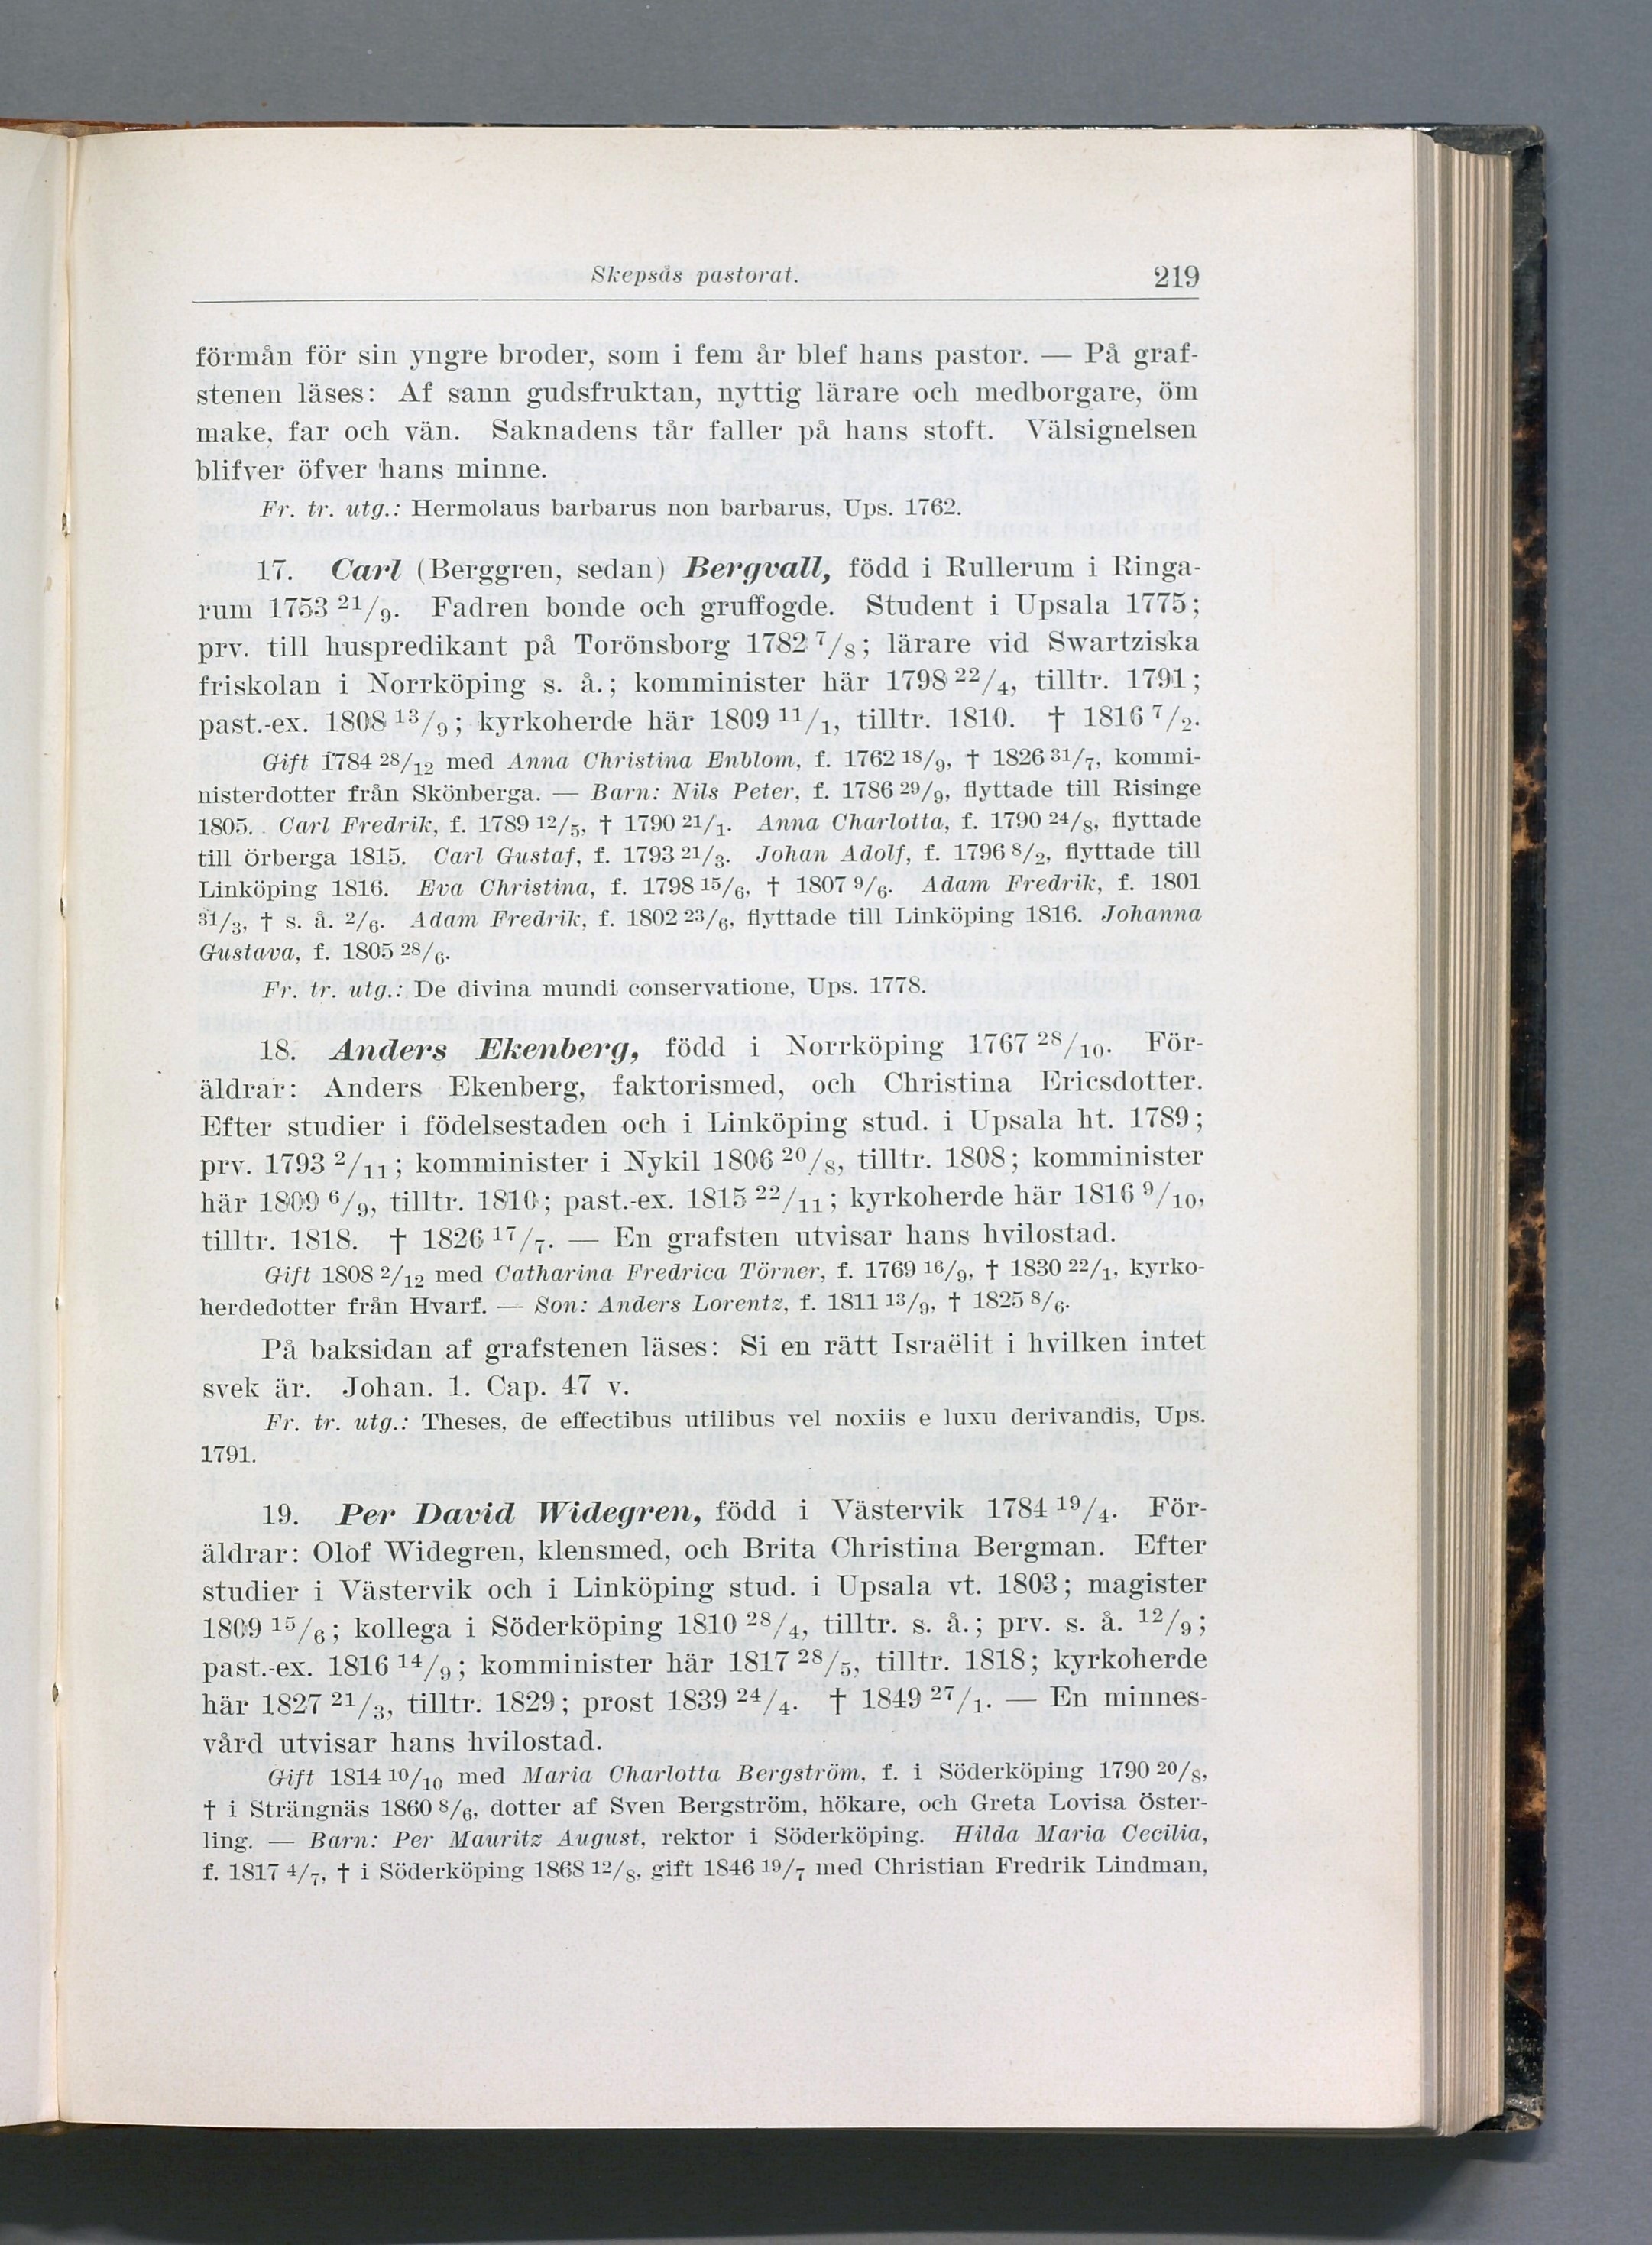 Skepsås pastorat. 219
förmån för sin yngre broder, som i fem år blef hans pastor. — På graf-
stenen läses: Af sann gudsfruktan, nyttig lärare och medborgare, öm
make, far och vän. Saknadens tår faller på hans stoft. Välsignelsen
blifver öfver hans minne.
Fr. tr. utg.: Hermolaus barbarus non barbarus, Ups. 1762.
17. Carl (Berggren, sedan) Bergvall, född i Rullerum i Ringa-
rum 1753 21/9. Fadren bonde och gruffogde. Student i Upsala 1775;
prv. till huspredikant på Torönsborg 1782 7/8; lärare vid Swartziska
friskolan i Norrköping s. å.; komminister här 1798 22/4, tilltr. 1791;
past.-ex. 1808 13/9; kyrkoherde här 1809 11/1, tilltr. 1810. † 1816 7/2.
Gift 1784 28/12 med Anna Christina Enblom, f. 1762 18/9, † 1826 31/7, kommi-
nisterdotter från Skönberga. — Barn: Nils Peter, f. 1786 29/9, flyttade till Risinge
1805. Carl Fredrik, f. 1789 12/5, † 1790 21/1. Anna Charlotta, f. 1790 24/8, flyttade
till Örberga 1815. Carl Gustaf, f. 1793 21/3. Johan Adolf, f. 1796 8/2, flyttade till
Linköping 1816. Eva Christina, f. 1798 15/6, † 1807 9/6. Adam Fredrik, f. 1801
31/3, † s. å. 2/6. Adam Fredrik, f. 1802 23/6, flyttade till Linköping 1816. Johanna
Gustava, f. 1805 28/6.
Fr. tr. utg.: De divina mundi conservatione, Ups. 1778.
18. Anders Ekenberg, född i Norrköping 1767 28/10. För-
äldrar: Anders Ekenberg, faktorismed, och Christina Ericsdotter.
Efter studier i födelsestaden och i Linköping stud. i Upsala ht. 1789;
prv. 1793 2/11; komminister i Nykil 1806 20/8, tilltr. 1808; komminister
här 1809 6/9, tilltr. 1810; past.-ex. 1815 22/11; kyrkoherde här 1816 9/10,
tilltr. 1818. † 1826 17/7. — En grafsten utvisar hans hvilostad.
Gift 1808 2/12 med Catharina Fredrica Törner, f. 1769 16/9, † 1830 22/1, kyrko-
herdedotter från Hvarf. — Son: Anders Lorentz, f. 1811 13/9, † 1825 8/6.
På baksidan af grafstenen läses: Si en rätt Israëlit i hvilken intet
svek är. Johan. 1. Cap. 47 v.
Fr. tr. utg.: Theses, de effectibus utilibus vel noxiis e luxu derivandis, Ups.
1791.
19. Per David Widegren, född i Västervik 1784 19/4. För-
äldrar: Olof Widegren, klensmed, och Brita Christina Bergman. Efter
studier i Västervik och i Linköping stud. i Upsala vt. 1803; magister
1809 15/6; kollega i Söderköping 1810 28/4, tilltr. s. å.; prv. s. å. 12/9;
past.-ex. 1816 14/9; komminister här 1817 28/5, tilltr. 1818; kyrkoherde
här 1827 21/3, tilltr. 1829; prost 1839 24/4. † 1849 27/1. — En minnes-
vård utvisar hans hvilostad.
Gift 1814 10/10 med Maria Charlotta Bergström, f. i Söderköping 1790 20/8,
† i Strängnäs 1860 8/6, dotter af Sven Bergström, hökare, och Greta Lovisa Öster-
ling. — Barn: Per Mauritz August, rektor i Söderköping. Hilda Maria Cecilia,
f. 1817 4/7, † i Söderköping 1868 12/8, gift 1846 19/7 med Christian Fredrik Lindman,